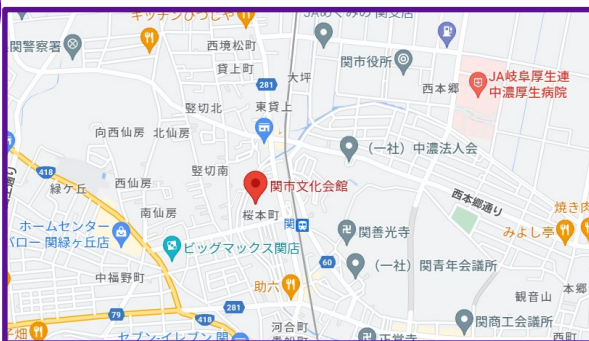 キッチンひつじや
JAめぐみの 関支店
関警察署
西境松町
関市役所
貸上町
281
大坪
西本郷
JA岐阜厚生連
中濃厚生病院
竪切北
東貸上
向西仙房
北仙房
(一社)中濃法人会
418
竪切南
緑ケ丘
西仙房
関市文化会館
西本郷通り
南仙房
桜本町
焼き肉
ホームセンター
バロー 関緑ヶ丘店
関
関善光寺
みよし亭
ビッグマックス関店
60
(一社)関青年会議所
中福野町
助六
本郷
観音山
79
281
418
河合町
関商工会議所
セブン-イレブン 関
正覚寺
西町